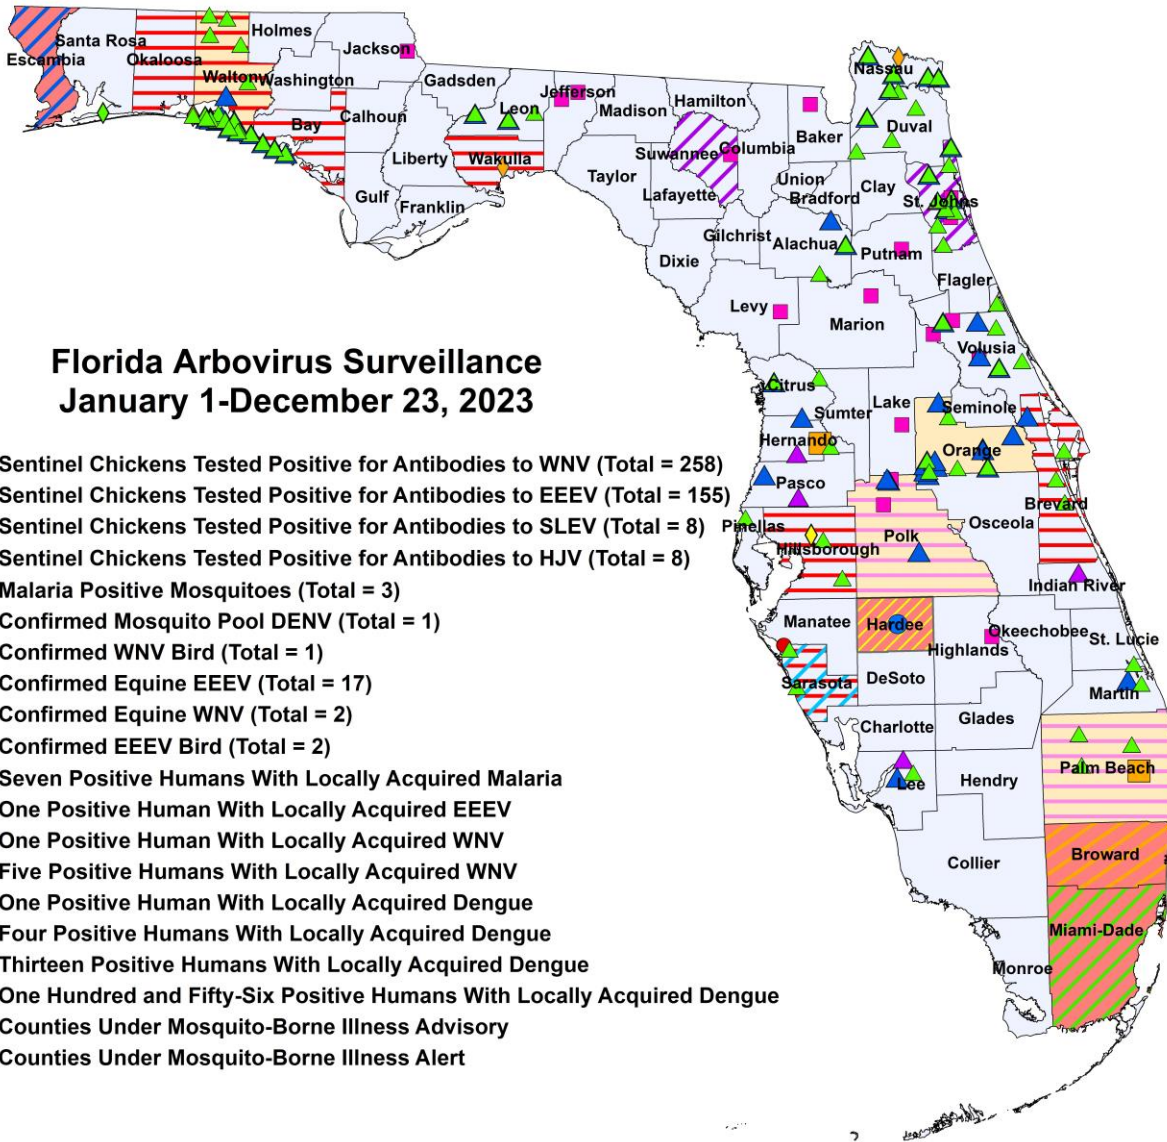 Holmes
Santa Rosa
Jackson
Escambia
Okaloosa
Walton
Washington
Gadsden
Jefferson
Leon
Madison
Hamilton
Nassau
Bay
Calhoun
Baker
Duval
Liberty
Wakulla
Suwannee
Columbia
Taylor
Union
Clay
Gulf
Franklin
Lafayette
Bradford
St. Johns
Gilchrist
Alachua
Putnam
Dixie
Flagler
Levy
Marion
Volusia
Florida Arbovirus Surveillance
January 1-December 23, 2023
Citrus
Lake
Seminole
Sumter
Hernando
Orange
Sentinel Chickens Tested Positive for Antibodies to WNV (Total = 258)
Pasco
Sentinel Chickens Tested Positive for Antibodies to EEEV (Total = 155)
Brevard
Sentinel Chickens Tested Positive for Antibodies to SLEV (Total = 8)
Pinellas
Osceola
Polk
Hillsborough
Sentinel Chickens Tested Positive for Antibodies to HJV (Total = 8)
Indian River
Malaria Positive Mosquitoes (Total = 3)
Confirmed Mosquito Pool DENV (Total = 1)
Manatee
Hardee
Okeechobee
St. Lucie
Confirmed WNV Bird (Total = 1)
Highlands
Confirmed Equine EEEV (Total = 17)
Sarasota
DeSoto
Martin
Confirmed Equine WNV (Total = 2)
Charlotte
Glades
Confirmed EEEV Bird (Total = 2)
Palm Beach
Seven Positive Humans With Locally Acquired Malaria
Lee
Hendry
One Positive Human With Locally Acquired EEEV
One Positive Human With Locally Acquired WNV
Broward
Five Positive Humans With Locally Acquired WNV
Collier
One Positive Human With Locally Acquired Dengue
Four Positive Humans With Locally Acquired Dengue
Miami-Dade
Thirteen Positive Humans With Locally Acquired Dengue
Monroe
One Hundred and Fifty-Six Positive Humans With Locally Acquired Dengue
Counties Under Mosquito-Borne Illness Advisory
Counties Under Mosquito-Borne Illness Alert